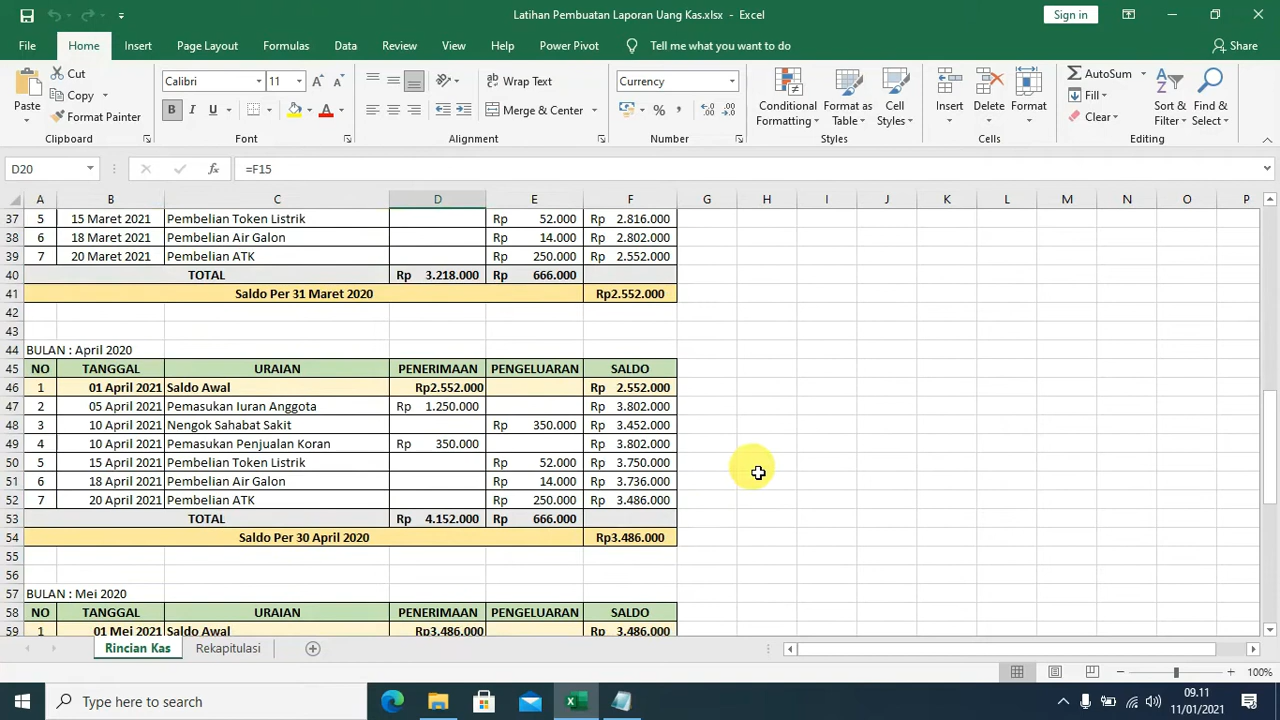 Latihan Pembuatan Laporan Uang Kas.xlsx - Excel
Sign in
File Home Insert Page Layout Formulas Data Review View Help Power Pivot Tell me what you want to do Share
Paste
Cut
Copy
Format Painter
Clipboard
Calibri 11
B I U
Font
Wrap Text
Merge & Center
Alignment
Currency
Number
Conditional Formatting
Format as Table
Cell Styles
Styles
Insert Delete Format
Cells
AutoSum
Fill
Clear
Sort & Filter
Find & Select
Editing
D20 fx =F15
A B C D E F G H I J K L M N O P
37 5 15 Maret 2021 Pembelian Token Listrik Rp 52.000 Rp 2.816.000
38 6 18 Maret 2021 Pembelian Air Galon Rp 14.000 Rp 2.802.000
39 7 20 Maret 2021 Pembelian ATK Rp 250.000 Rp 2.552.000
40 TOTAL Rp 3.218.000 Rp 666.000
41 Saldo Per 31 Maret 2020 Rp2.552.000
42
43
44 BULAN : April 2020
45 NO TANGGAL URAIAN PENERIMAAN PENGELUARAN SALDO
46 1 01 April 2021 Saldo Awal Rp2.552.000 Rp 2.552.000
47 2 05 April 2021 Pemasukan Iuran Anggota Rp 1.250.000 Rp 3.802.000
48 3 10 April 2021 Nengok Sahabat Sakit Rp 350.000 Rp 3.452.000
49 4 10 April 2021 Pemasukan Penjualan Koran Rp 350.000 Rp 3.802.000
50 5 15 April 2021 Pembelian Token Listrik Rp 52.000 Rp 3.750.000
51 6 18 April 2021 Pembelian Air Galon Rp 14.000 Rp 3.736.000
52 7 20 April 2021 Pembelian ATK Rp 250.000 Rp 3.486.000
53 TOTAL Rp 4.152.000 Rp 666.000
54 Saldo Per 30 April 2020 Rp3.486.000
55
56
57 BULAN : Mei 2020
58 NO TANGGAL URAIAN PENERIMAAN PENGELUARAN SALDO
59 1 01 Mei 2021 Saldo Awal Rp3.486.000 Rp 3.486.000
Rincian Kas Rekapitulasi
100%
Type here to search
09.11
11/01/2021